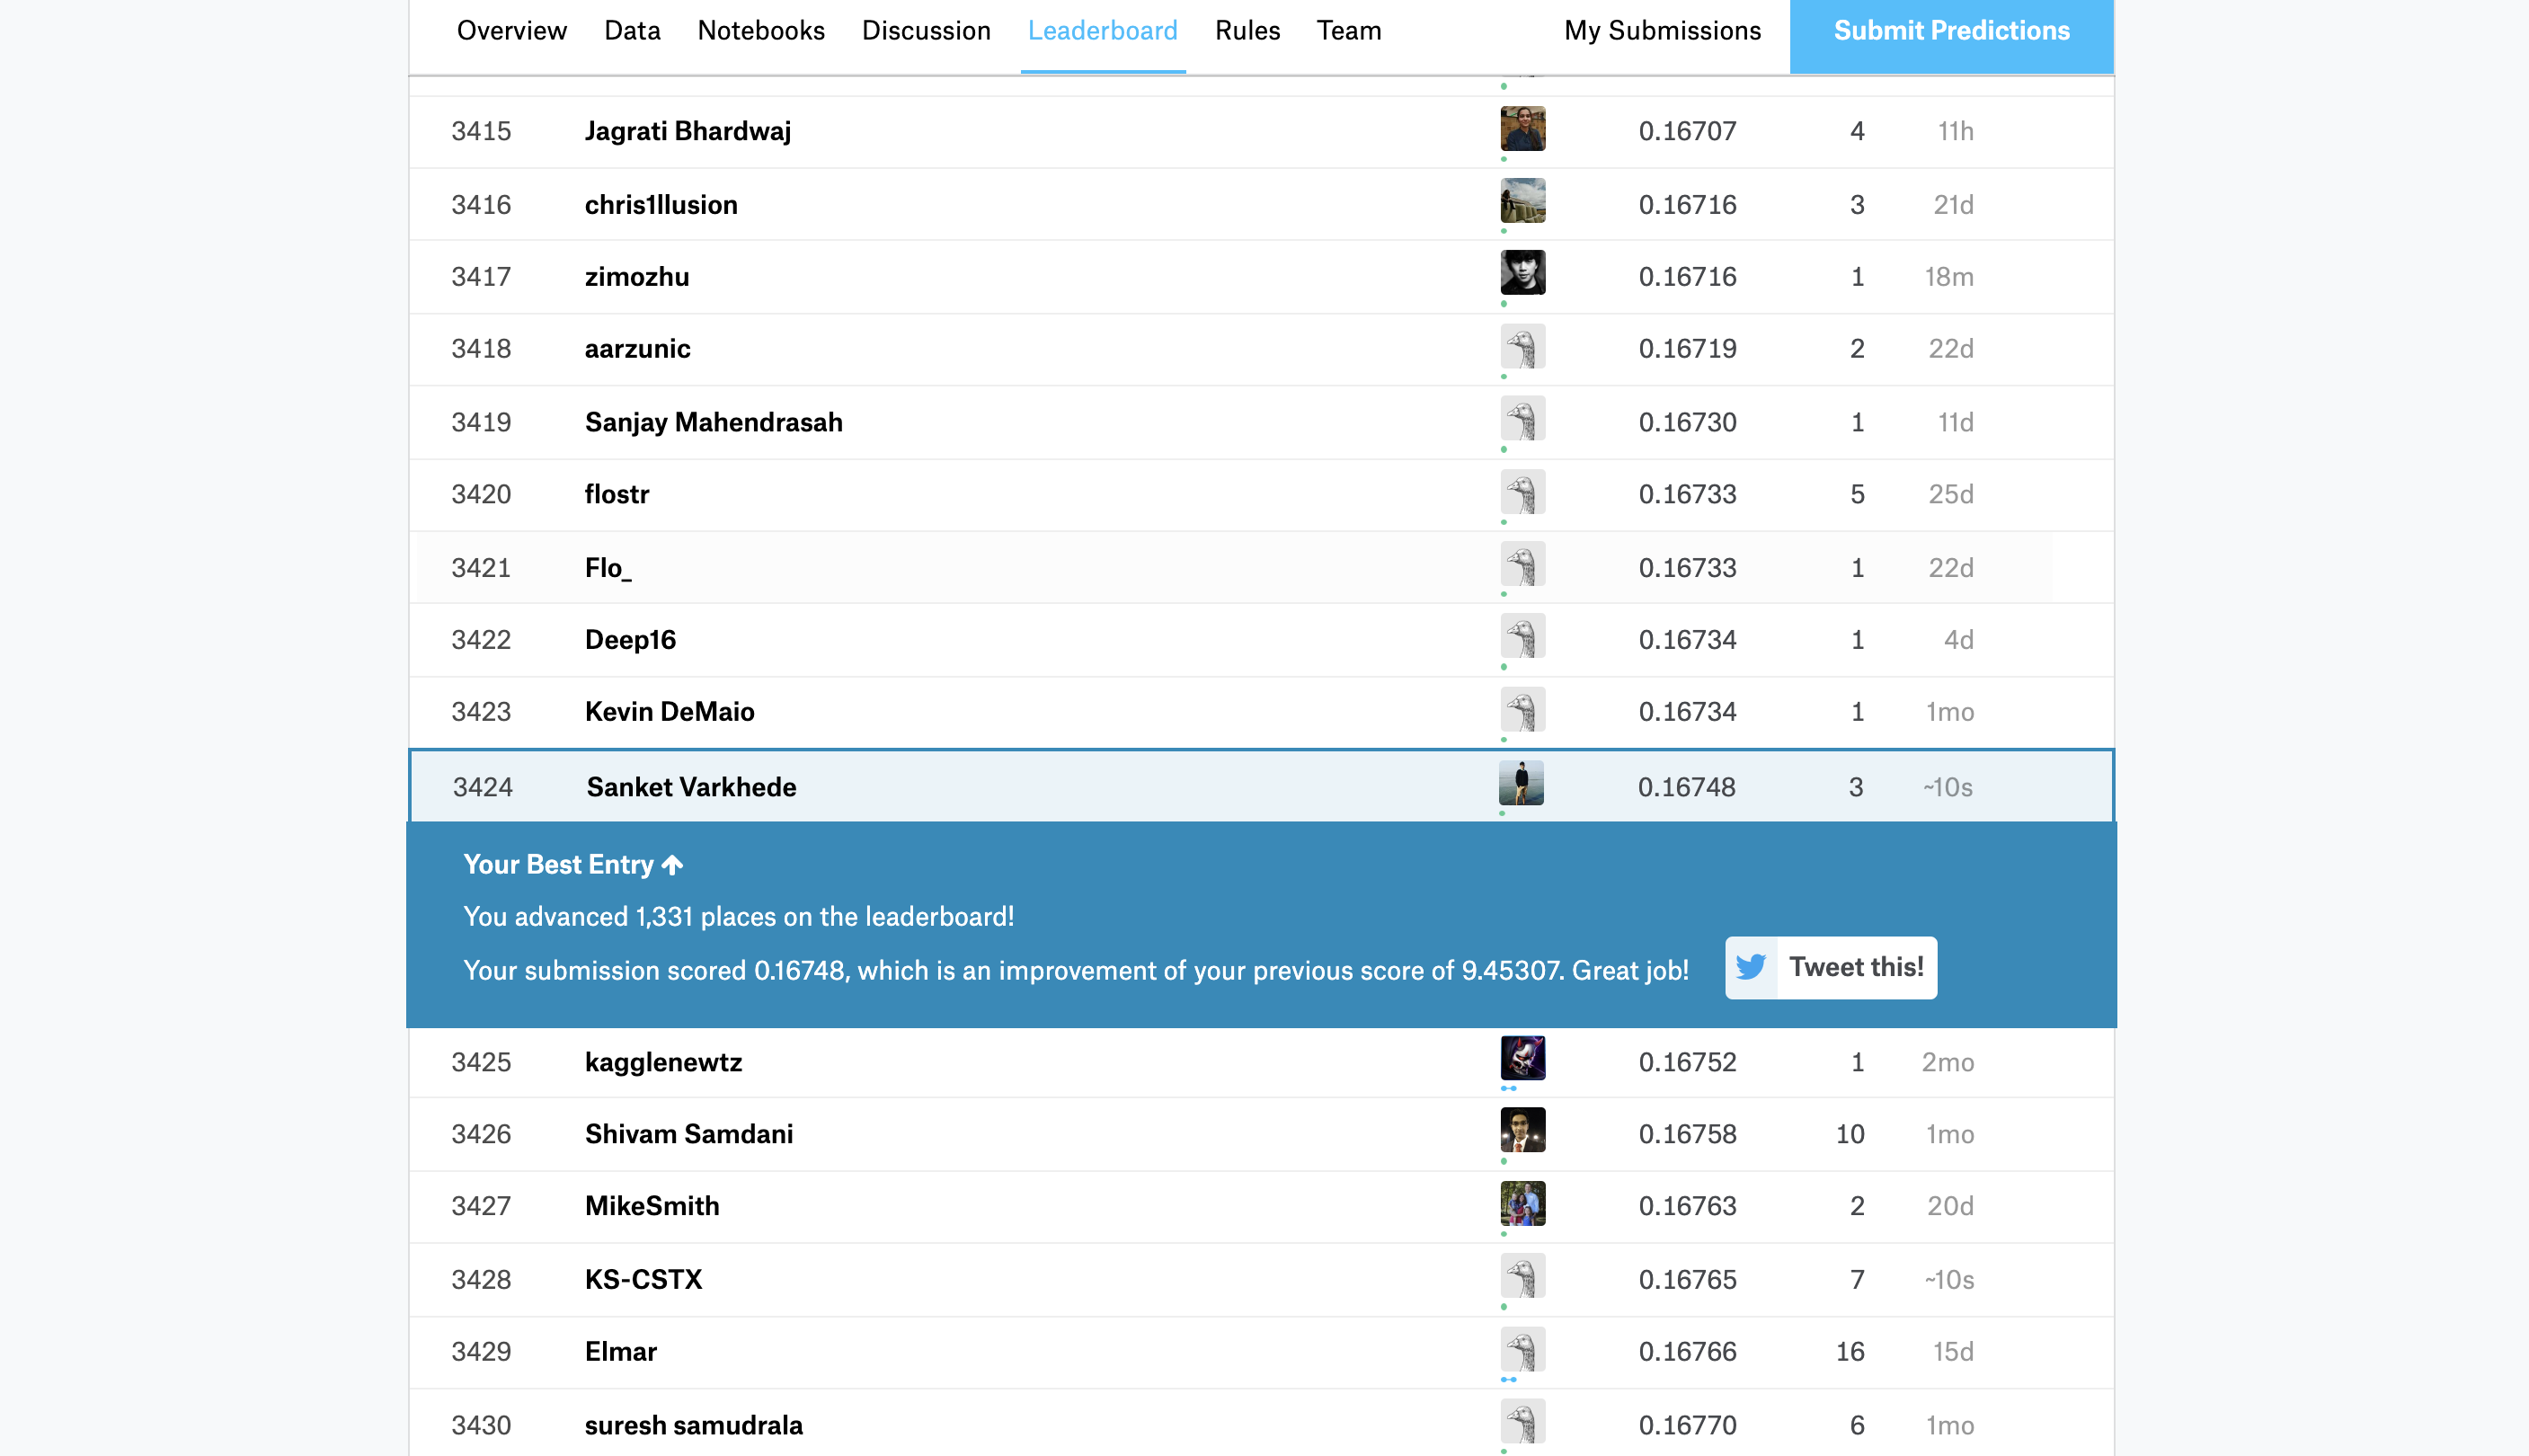 Overview Data Notebooks Discussion Leaderboard Rules Team My Submissions Submit Predictions
3415 Jagrati Bhardwaj 0.16707 4 11h
3416 chris1llusion 0.16716 3 21d
3417 zimozhu 0.16716 1 18m
3418 aarzunic 0.16719 2 22d
3419 Sanjay Mahendrasah 0.16730 1 11d
3420 flostr 0.16733 5 25d
3421 Flo_ 0.16733 1 22d
3422 Deep16 0.16734 1 4d
3423 Kevin DeMaio 0.16734 1 1mo
3424 Sanket Varkhede 0.16748 3 ~10s
Your Best Entry ↑
You advanced 1,331 places on the leaderboard!
Your submission scored 0.16748, which is an improvement of your previous score of 9.45307. Great job! Tweet this!
3425 kagglenewtz 0.16752 1 2mo
3426 Shivam Samdani 0.16758 10 1mo
3427 MikeSmith 0.16763 2 20d
3428 KS-CSTX 0.16765 7 ~10s
3429 Elmar 0.16766 16 15d
3430 suresh samudrala 0.16770 6 1mo